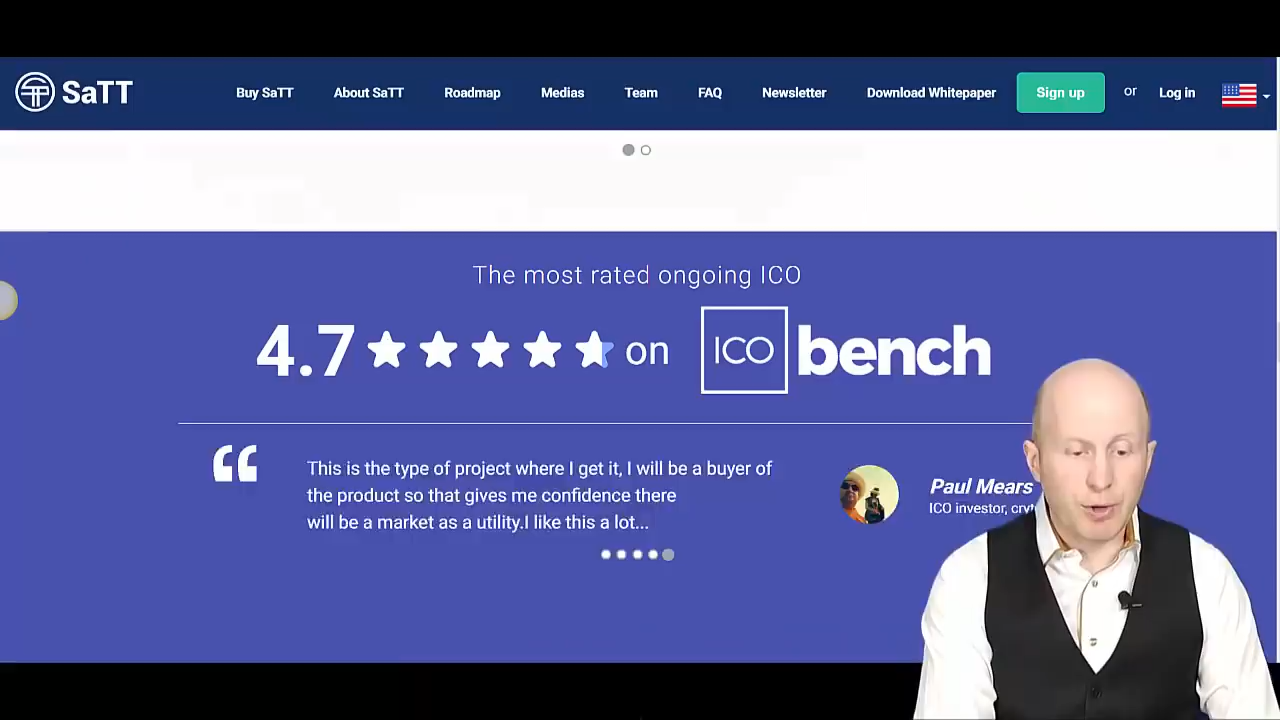 SaTT
Buy SaTT
About SaTT
Roadmap
Medias
Team
FAQ
Newsletter
Download Whitepaper
Sign up
or
Log in
The most rated ongoing ICO
4.7 on ICO bench
This is the type of project where I get it, I will be a buyer of
the product so that gives me confidence there
will be a market as a utility.I like this a lot...
Paul Mears
ICO investor,